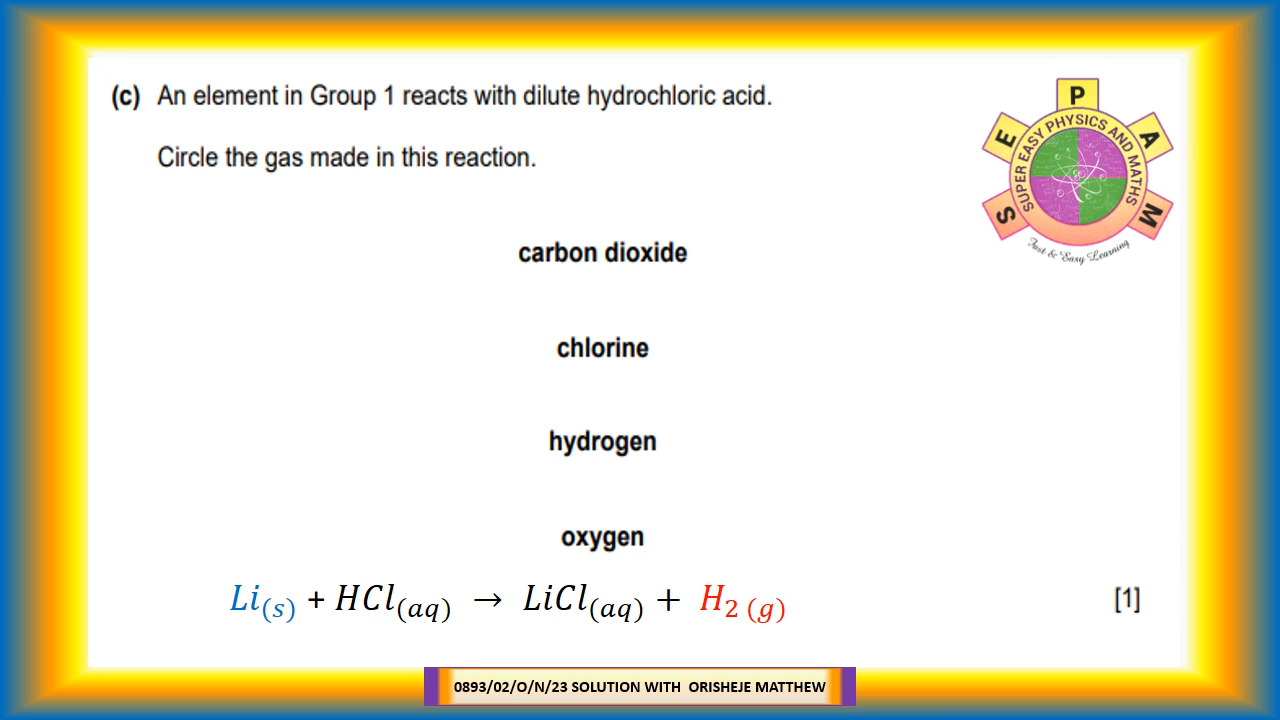 (c) An element in Group 1 reacts with dilute hydrochloric acid.
Circle the gas made in this reaction.
S E P A M
SUPER EASY PHYSICS AND MATHS
Fast & Easy Learning
carbon dioxide
chlorine
hydrogen
oxygen
Li(s) + HCl(aq) → LiCl(aq) + H2 (g)
[1]
0893/02/O/N/23 SOLUTION WITH ORISHEJE MATTHEW